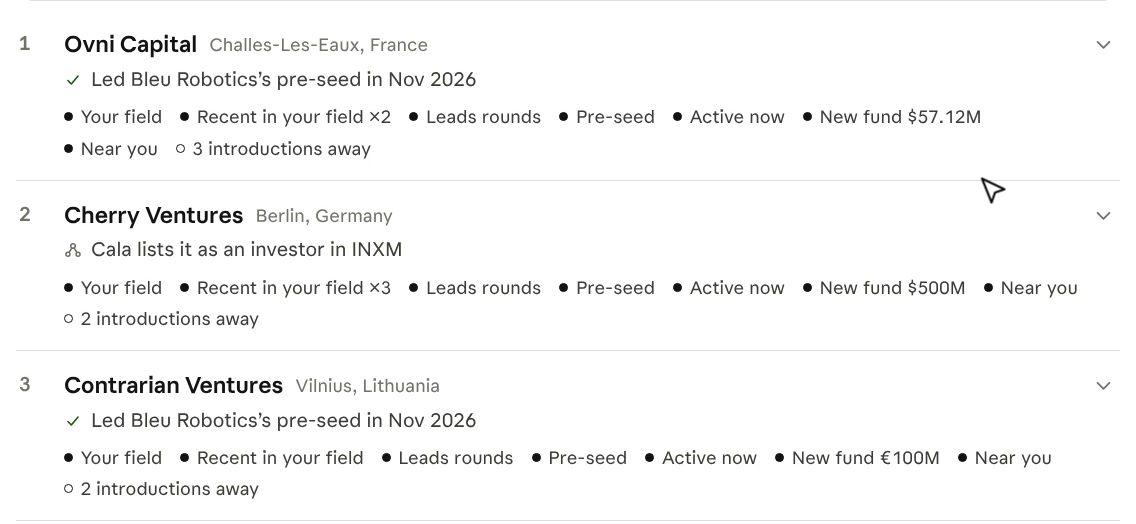 1 Ovni Capital Challes-Les-Eaux, France
Led Bleu Robotics’s pre-seed in Nov 2026
Your field Recent in your field ×2 Leads rounds Pre-seed Active now New fund $57.12M
Near you 3 introductions away
2 Cherry Ventures Berlin, Germany
Cala lists it as an investor in INXM
Your field Recent in your field ×3 Leads rounds Pre-seed Active now New fund $500M Near you
2 introductions away
3 Contrarian Ventures Vilnius, Lithuania
Led Bleu Robotics’s pre-seed in Nov 2026
Your field Recent in your field Leads rounds Pre-seed Active now New fund €100M Near you
2 introductions away